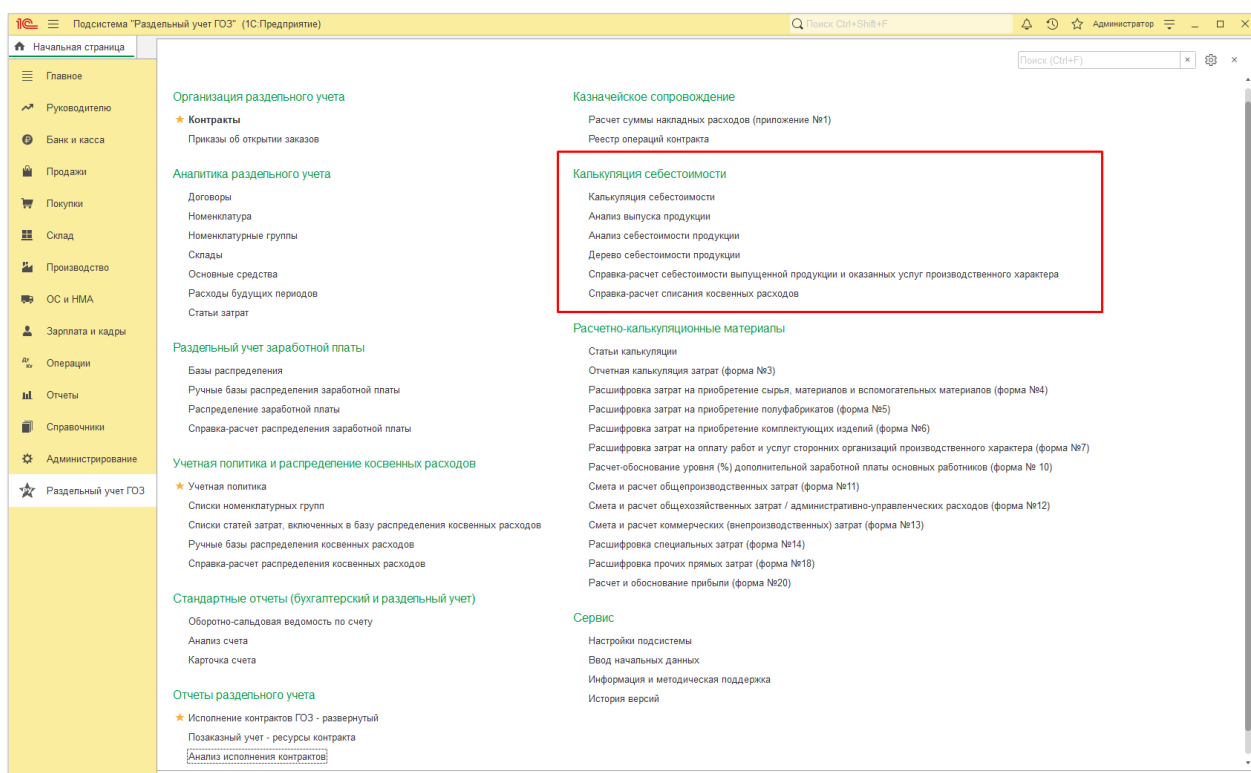 1С Подсистема "Раздельный учет ГОЗ" (1С:Предприятие) Поиск Ctrl+Shift+F Администратор
Начальная страница
Поиск (Ctrl+F)
Главное
Руководителю
Банк и касса
Продажи
Покупки
Склад
Производство
ОС и НМА
Зарплата и кадры
Операции
Отчеты
Справочники
Администрирование
Раздельный учет ГОЗ
Организация раздельного учета
Контракты
Приказы об открытии заказов
Аналитика раздельного учета
Договоры
Номенклатура
Номенклатурные группы
Склады
Основные средства
Расходы будущих периодов
Статьи затрат
Раздельный учет заработной платы
Базы распределения
Ручные базы распределения заработной платы
Распределение заработной платы
Справка-расчет распределения заработной платы
Учетная политика и распределение косвенных расходов
Учетная политика
Списки номенклатурных групп
Списки статей затрат, включенных в базу распределения косвенных расходов
Ручные базы распределения косвенных расходов
Справка-расчет распределения косвенных расходов
Стандартные отчеты (бухгалтерский и раздельный учет)
Оборотно-сальдовая ведомость по счету
Анализ счета
Карточка счета
Отчеты раздельного учета
Исполнение контрактов ГОЗ - развернутый
Позаказный учет - ресурсы контракта
Анализ исполнения контрактов
Казначейское сопровождение
Расчет суммы накладных расходов (приложение №1)
Реестр операций контракта
Калькуляция себестоимости
Калькуляция себестоимости
Анализ выпуска продукции
Анализ себестоимости продукции
Дерево себестоимости продукции
Справка-расчет себестоимости выпущенной продукции и оказанных услуг производственного характера
Справка-расчет списания косвенных расходов
Расчетно-калькуляционные материалы
Статьи калькуляции
Отчетная калькуляция затрат (форма №3)
Расшифровка затрат на приобретение сырья, материалов и вспомогательных материалов (форма №4)
Расшифровка затрат на приобретение полуфабрикатов (форма №5)
Расшифровка затрат на приобретение комплектующих изделий (форма №6)
Расшифровка затрат на оплату работ и услуг сторонних организаций производственного характера (форма №7)
Расчет-обоснование уровня (%) дополнительной заработной платы основных работников (форма № 10)
Смета и расчет общепроизводственных затрат (форма №11)
Смета и расчет общехозяйственных затрат / административно-управленческих расходов (форма №12)
Смета и расчет коммерческих (внепроизводственных) затрат (форма №13)
Расшифровка специальных затрат (форма №14)
Расшифровка прочих прямых затрат (форма №18)
Расчет и обоснование прибыли (форма №20)
Сервис
Настройки подсистемы
Ввод начальных данных
Информация и методическая поддержка
История версий